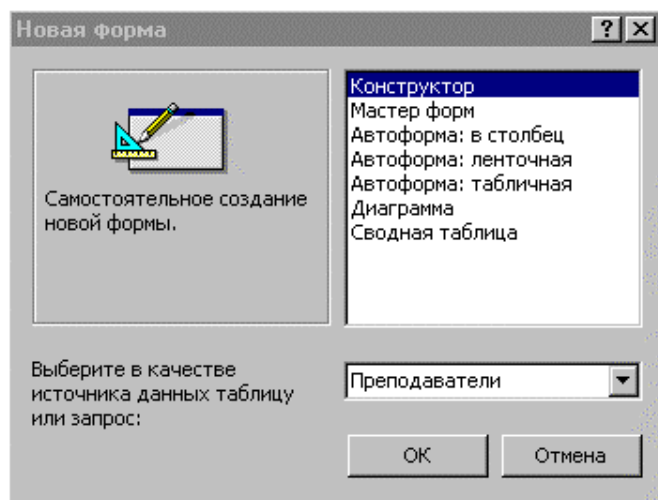 Новая форма
Самостоятельное создание
новой формы.
Конструктор
Мастер форм
Автоформа: в столбец
Автоформа: ленточная
Автоформа: табличная
Диаграмма
Сводная таблица
Выберите в качестве
источника данных таблицу
или запрос:
Преподаватели
ОК
Отмена